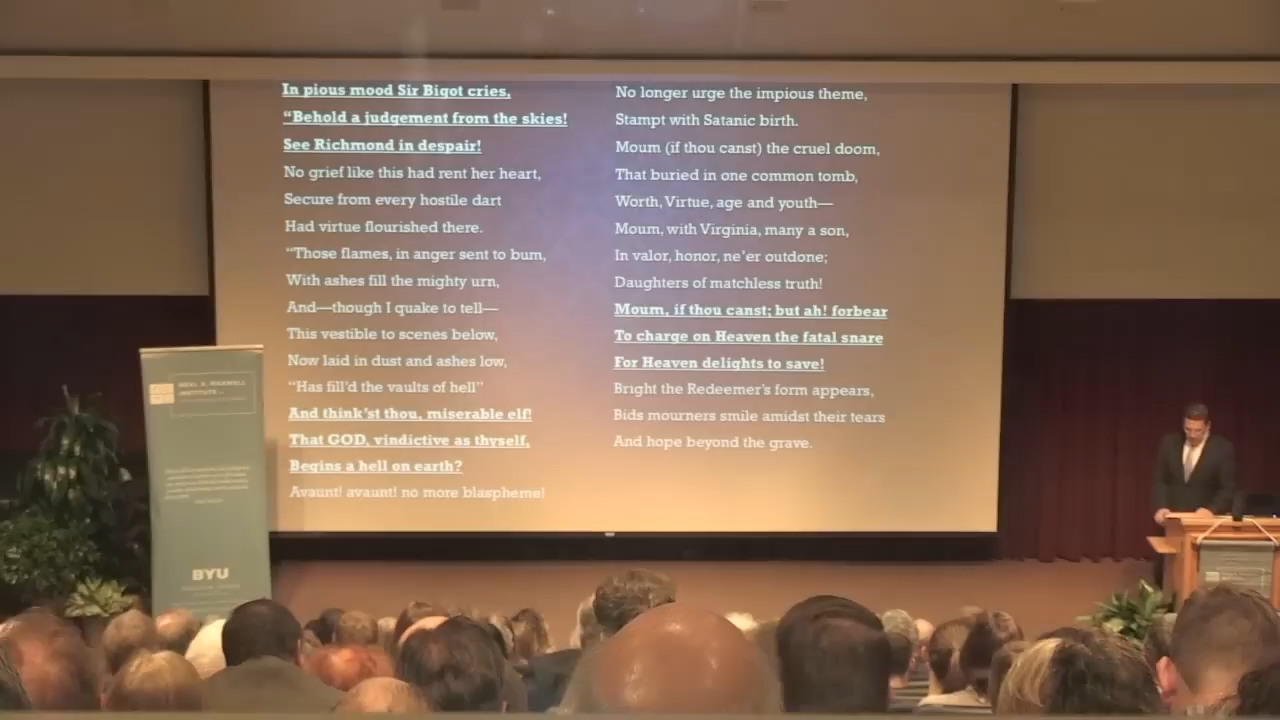 In pious mood Sir Bigot cries,
“Behold a judgement from the skies!
See Richmond in despair!
No grief like this had rent her heart,
Secure from every hostile dart
Had virtue flourished there.
“Those flames, in anger sent to bum,
With ashes fill the mighty urn,
And—though I quake to tell—
This vestible to scenes below,
Now laid in dust and ashes low,
“Has fill’d the vaults of hell”
And think’st thou, miserable elf!
That GOD, vindictive as thyself,
Begins a hell on earth?
Avaunt! avaunt! no more blaspheme!
No longer urge the impious theme,
Stampt with Satanic birth.
Moum (if thou canst) the cruel doom,
That buried in one common tomb,
Worth, Virtue, age and youth—
Moum, with Virginia, many a son,
In valor, honor, ne’er outdone;
Daughters of matchless truth!
Moum, if thou canst; but ah! forbear
To charge on Heaven the fatal snare
For Heaven delights to save!
Bright the Redeemer’s form appears,
Bids mourners smile amidst their tears
And hope beyond the grave.
NEAL A. MAXWELL
INSTITUTE
BYU